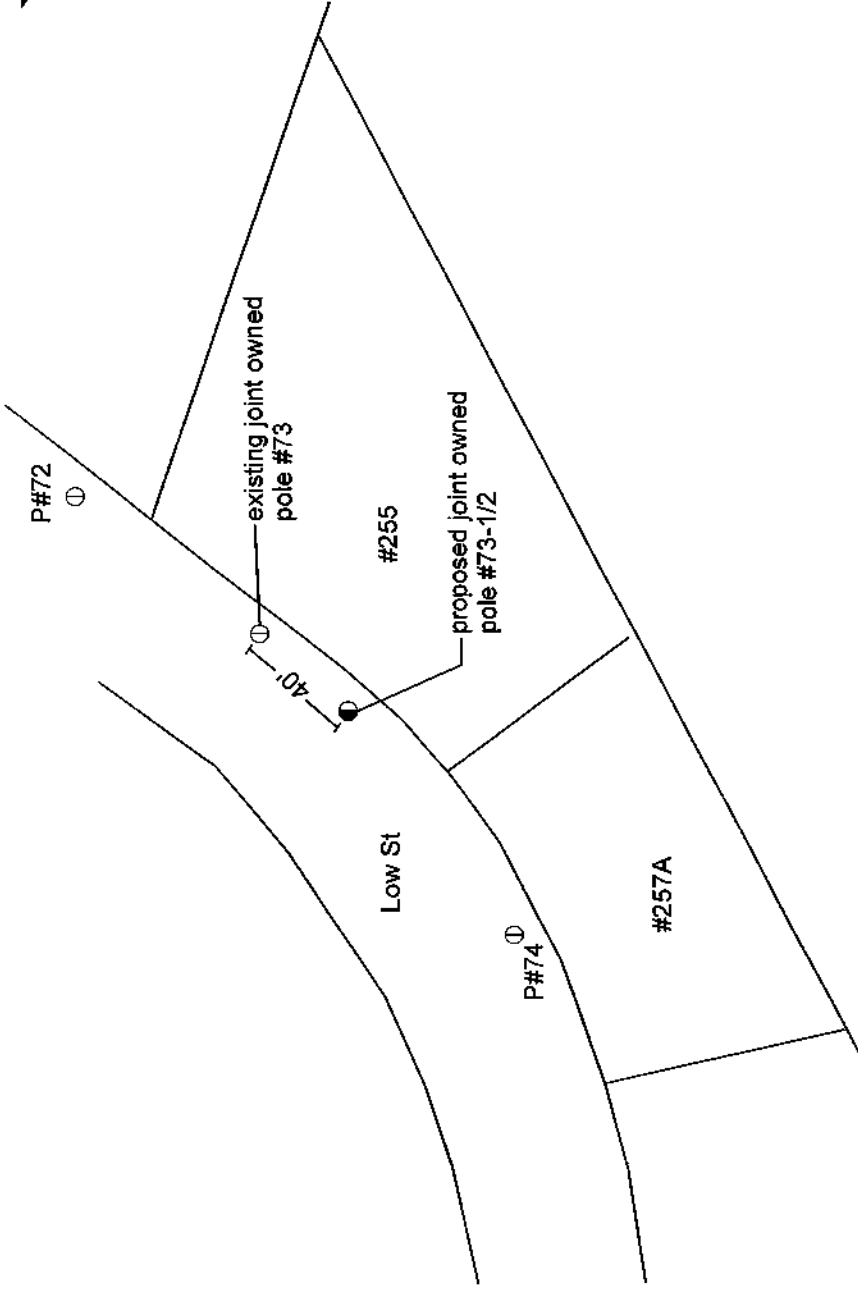 P#72
existing joint owned
pole #73
40'
#255
proposed joint owned
pole #73-1/2
Low St
P#74
#257A